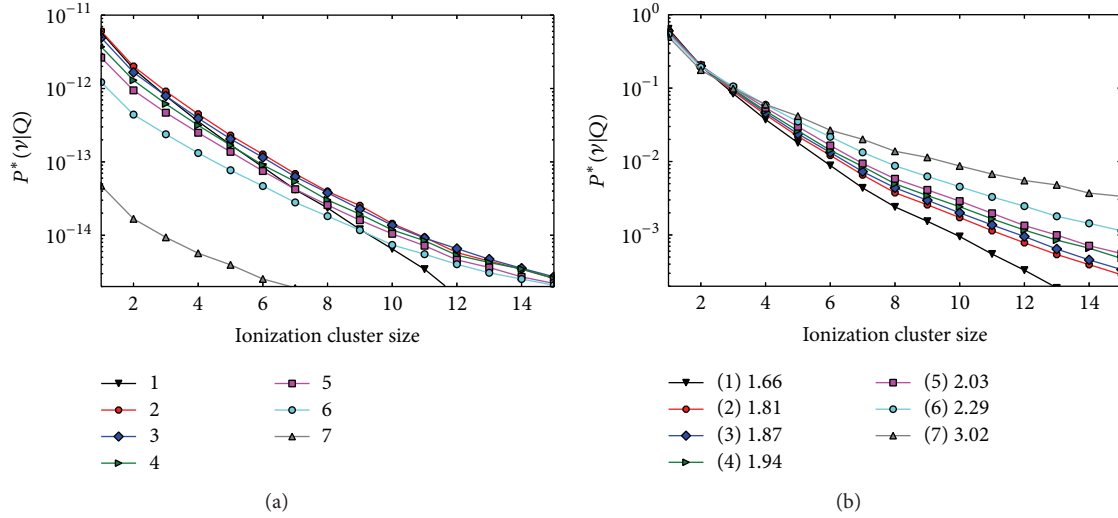 10⁻¹¹
10⁻¹²
10⁻¹³
10⁻¹⁴
P*(ν|Q)
2 4 6 8 10 12 14
Ionization cluster size
1
2
3
4
5
6
7
(a)
10⁰
10⁻¹
10⁻²
10⁻³
P*(ν|Q)
2 4 6 8 10 12 14
Ionization cluster size
(1) 1.66
(2) 1.81
(3) 1.87
(4) 1.94
(5) 2.03
(6) 2.29
(7) 3.02
(b)